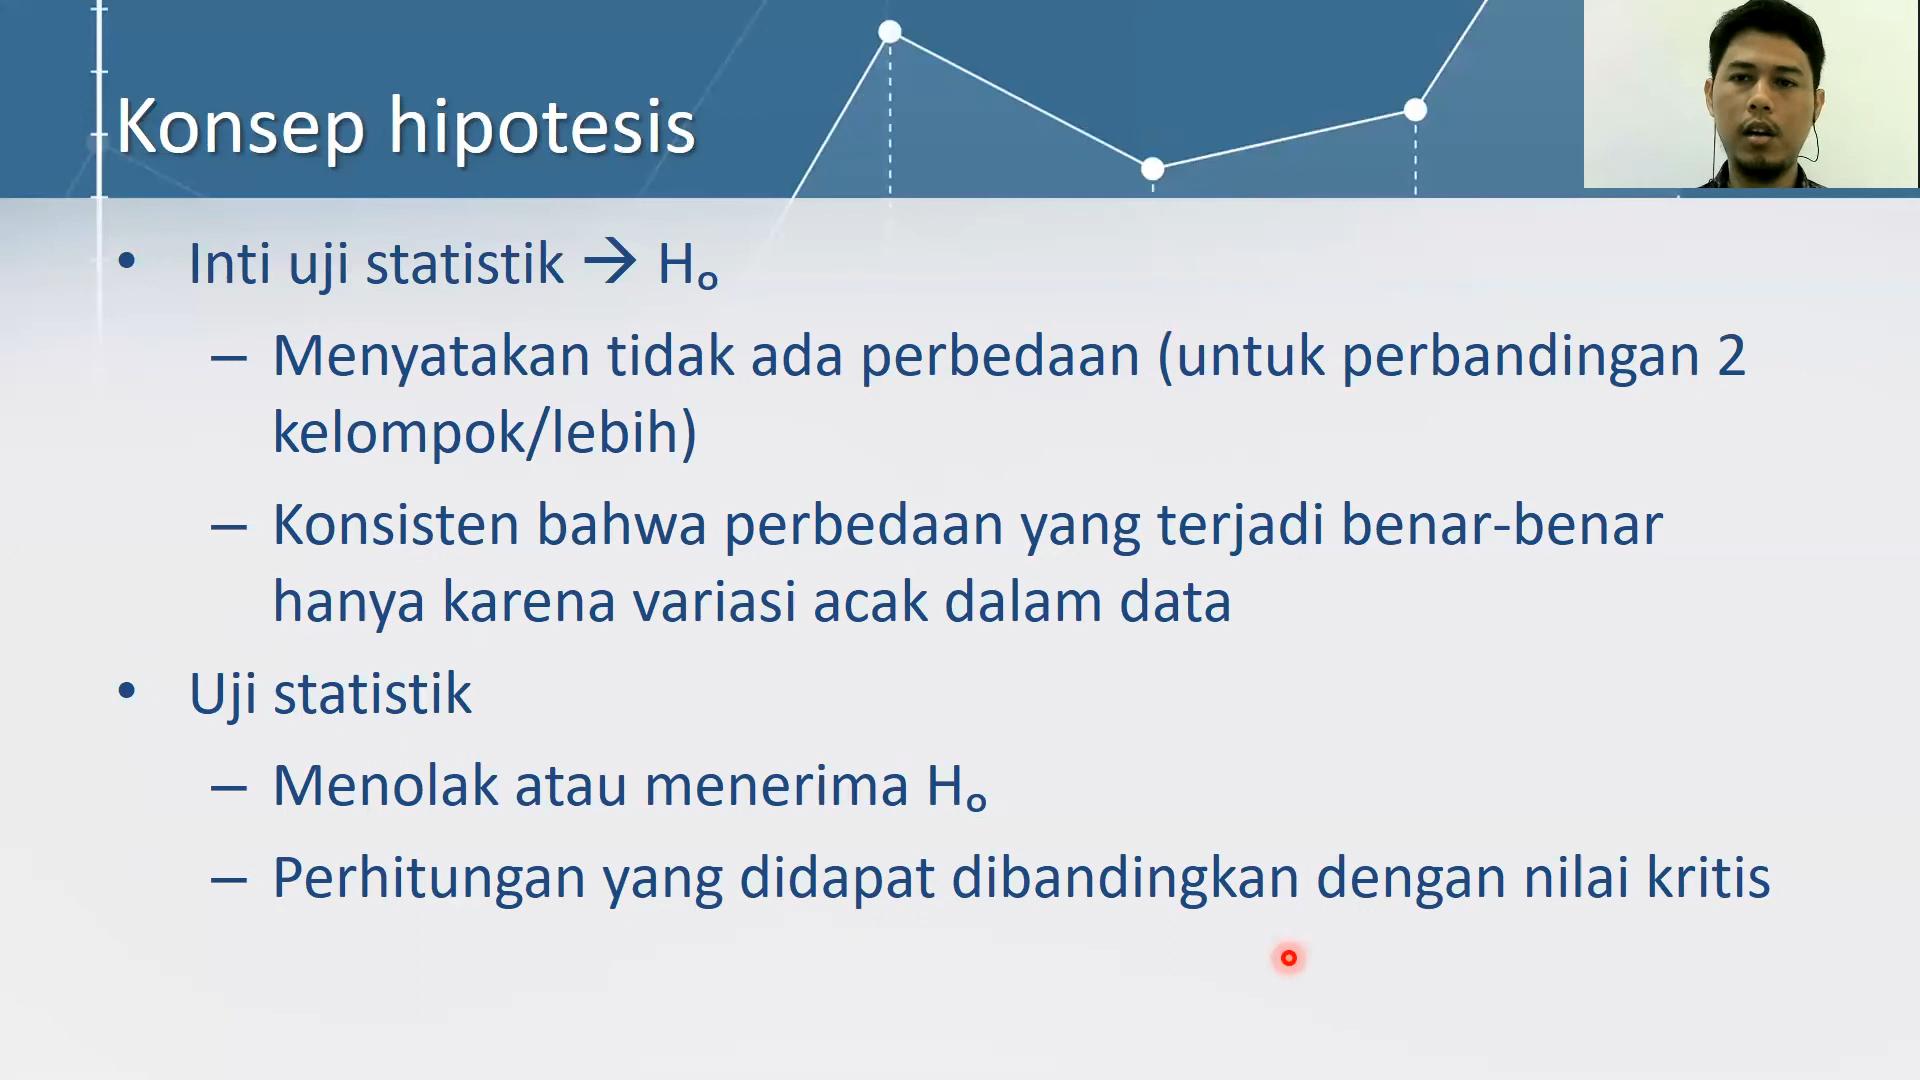 Konsep hipotesis
• Inti uji statistik → Hₒ
– Menyatakan tidak ada perbedaan (untuk perbandingan 2
kelompok/lebih)
– Konsisten bahwa perbedaan yang terjadi benar-benar
hanya karena variasi acak dalam data
• Uji statistik
– Menolak atau menerima Hₒ
– Perhitungan yang didapat dibandingkan dengan nilai kritis